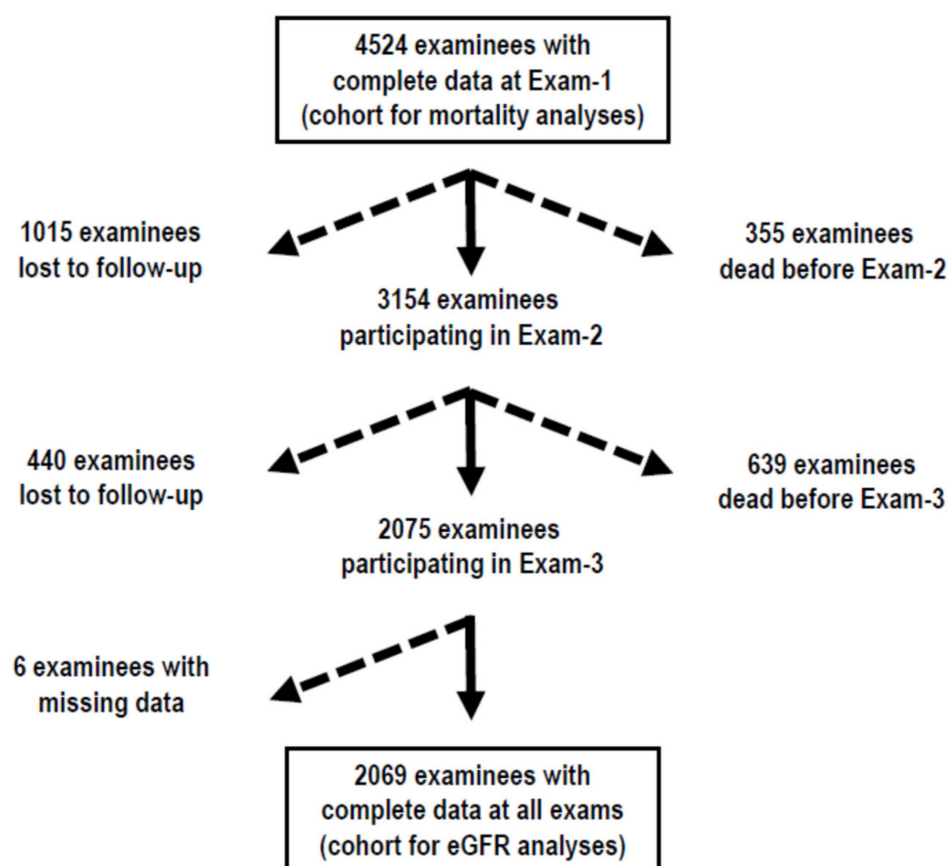 4524 examinees with
complete data at Exam-1
(cohort for mortality analyses)
1015 examinees
lost to follow-up
355 examinees
dead before Exam-2
3154 examinees
participating in Exam-2
440 examinees
lost to follow-up
639 examinees
dead before Exam-3
2075 examinees
participating in Exam-3
6 examinees with
missing data
2069 examinees with
complete data at all exams
(cohort for eGFR analyses)